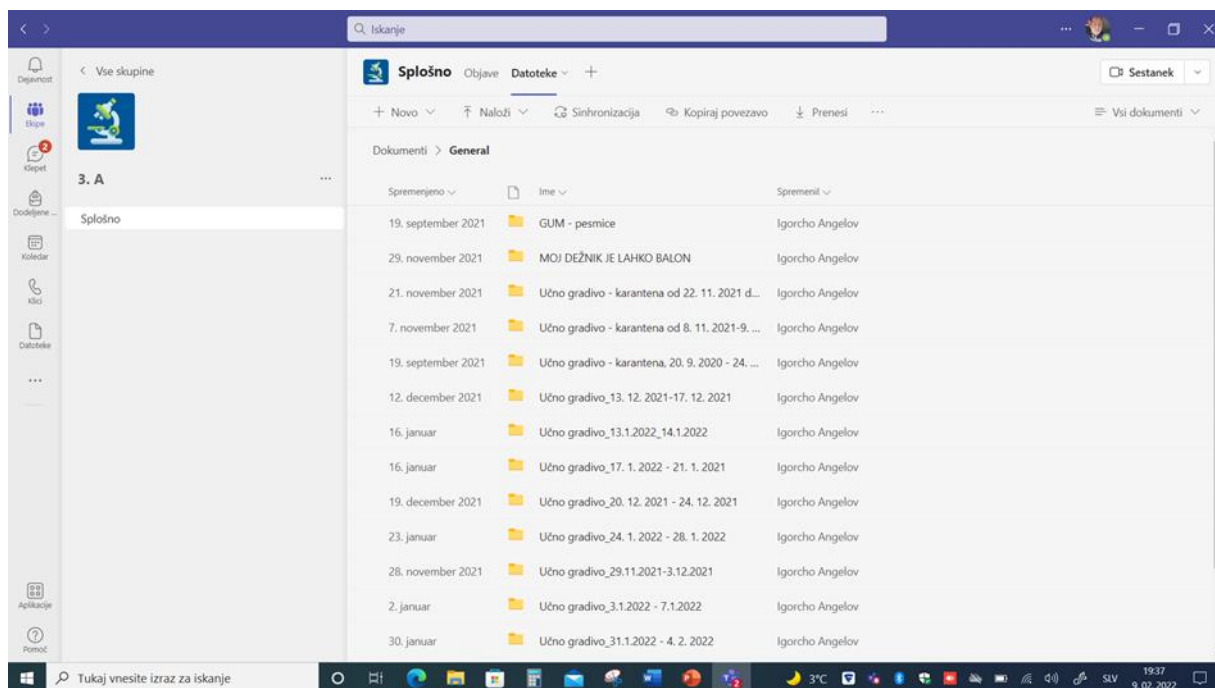 Iskanje
Dejavnost
Ekipe
2
Klepet
Dodeljene ...
Koledar
Klici
Datoteke
Aplikacije
Pomoč
Vse skupine
3. A
Splošno
Splošno Objave Datoteke
Sestanek
Novo Naloži Sinhronizacija Kopiraj povezavo Prenesi ... Vsi dokumenti
Dokumenti > General
Spremenjeno Ime Spremenil
19. september 2021 GUM - pesmice Igorcho Angelov
29. november 2021 MOJ DEŽNIK JE LAHKO BALON Igorcho Angelov
21. november 2021 Učno gradivo - karantena od 22. 11. 2021 d... Igorcho Angelov
7. november 2021 Učno gradivo - karantena od 8. 11. 2021-9. ... Igorcho Angelov
19. september 2021 Učno gradivo - karantena, 20. 9. 2020 - 24. ... Igorcho Angelov
12. december 2021 Učno gradivo_13. 12. 2021-17. 12. 2021 Igorcho Angelov
16. januar Učno gradivo_13.1.2022_14.1.2022 Igorcho Angelov
16. januar Učno gradivo_17. 1. 2022 - 21. 1. 2021 Igorcho Angelov
19. december 2021 Učno gradivo_20. 12. 2021 - 24. 12. 2021 Igorcho Angelov
23. januar Učno gradivo_24. 1. 2022 - 28. 1. 2022 Igorcho Angelov
28. november 2021 Učno gradivo_29.11.2021-3.12.2021 Igorcho Angelov
2. januar Učno gradivo_3.1.2022 - 7.1.2022 Igorcho Angelov
30. januar Učno gradivo_31.1.2022 - 4. 2. 2022 Igorcho Angelov
Tukaj vnesite izraz za iskanje
3°C
SLV
19:37
9. 02. 2022